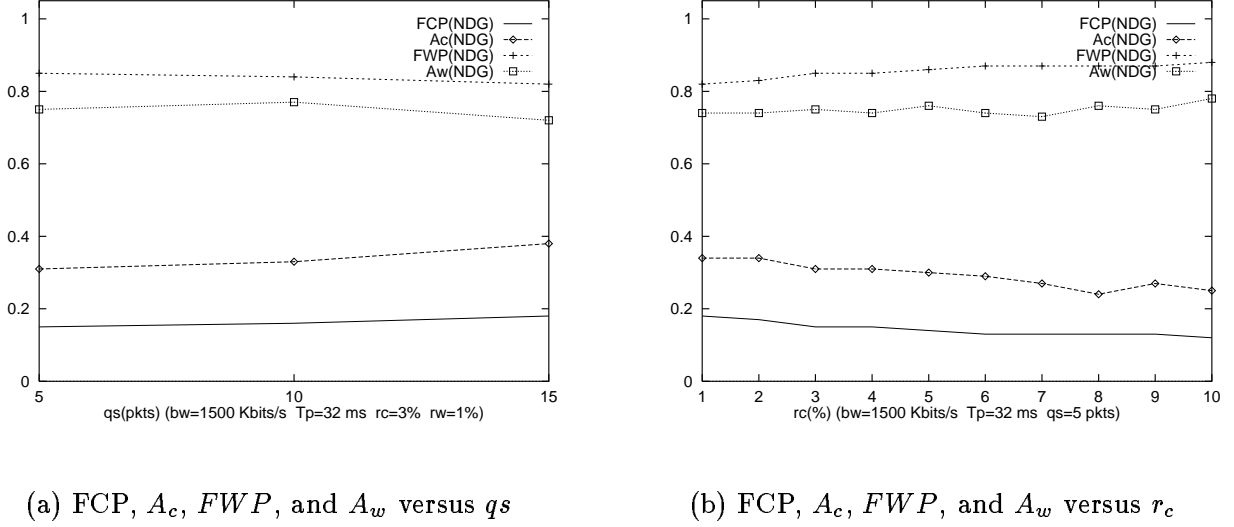 1
0.8
0.6
0.4
0.2
0
5
10
15
FCP(NDG)
Ac(NDG)
FWP(NDG)
Aw(NDG)
qs(pkts) (bw=1500 Kbits/s Tp=32 ms rc=3% rw=1%)
(a) FCP, A_c, FWP, and A_w versus qs
1
0.8
0.6
0.4
0.2
0
1 2 3 4 5 6 7 8 9 10
FCP(NDG)
Ac(NDG)
FWP(NDG)
Aw(NDG)
rc(%) (bw=1500 Kbits/s Tp=32 ms qs=5 pkts)
(b) FCP, A_c, FWP, and A_w versus r_c